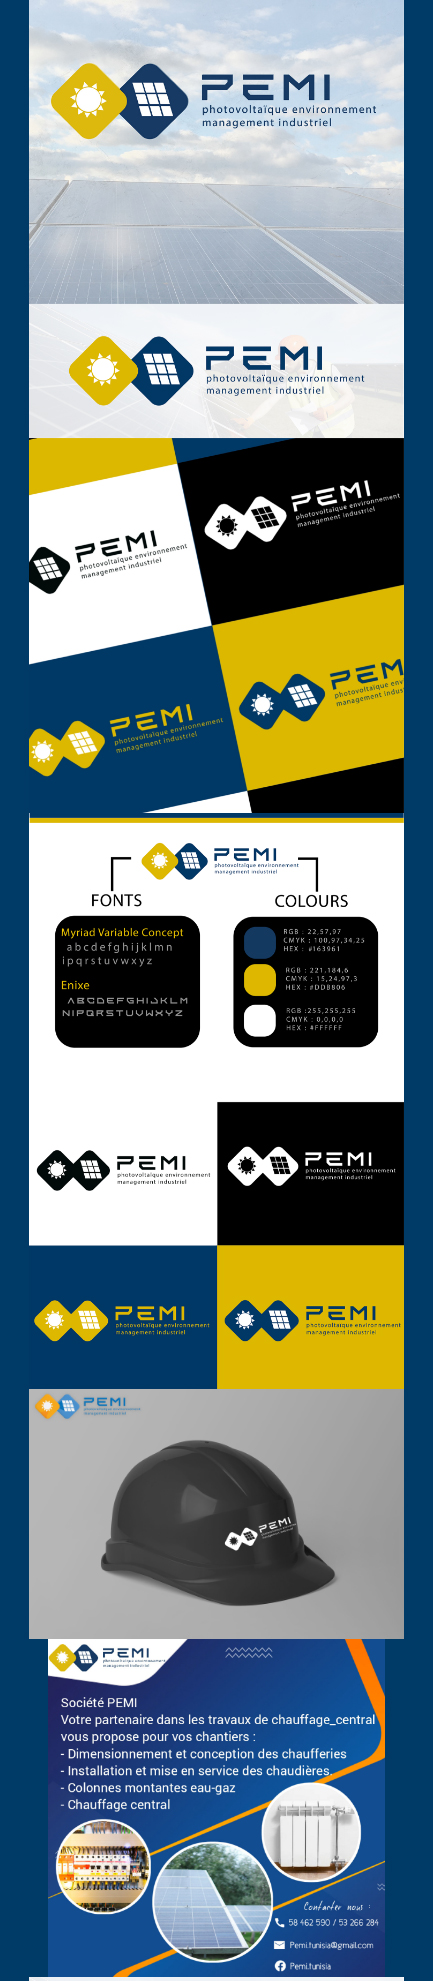 PEMI
photovoltaïque environnement
management industriel
PEMI
photovoltaïque environnement
management industriel
PEMI
photovoltaïque environnement
management industriel
PEMI
photovoltaïque environnement
management industriel
PEMI
photovoltaïque environnement
management industriel
PEM
photovoltaïque env
management indus
PEMI
photovoltaïque environnement
management industriel
FONTS
COLOURS
Myriad Variable Concept
abcdefghijklmn
ipqrstuvwxyz
Enixe
ABCDEFGHIJKLM
NIPQRSTUVWXYZ
RGB : 22,57,97
CMYK : 100,97,34,25
HEX : #163961
RGB : 221,184,6
CMYK : 15,24,97,3
HEX : #DDB806
RGB :255,255,255
CMYK : 0,0,0,0
HEX : #FFFFFF
PEMI
photovoltaïque environnement
management industriel
PEMI
photovoltaïque environnement
management industriel
PEMI
photovoltaïque environnement
management industriel
PEMI
photovoltaïque environnement
management industriel
PEMI
PEMI
PEMI
photovoltaïque environnement
management industriel
Société PEMI
Votre partenaire dans les travaux de chauffage_central
vous propose pour vos chantiers :
- Dimensionnement et conception des chaufferies
- Installation et mise en service des chaudières.
- Colonnes montantes eau-gaz
- Chauffage central
Contacter nous :
58 462 590 / 53 266 284
Pemi.tunisia@gmail.com
Pemi.tunisia